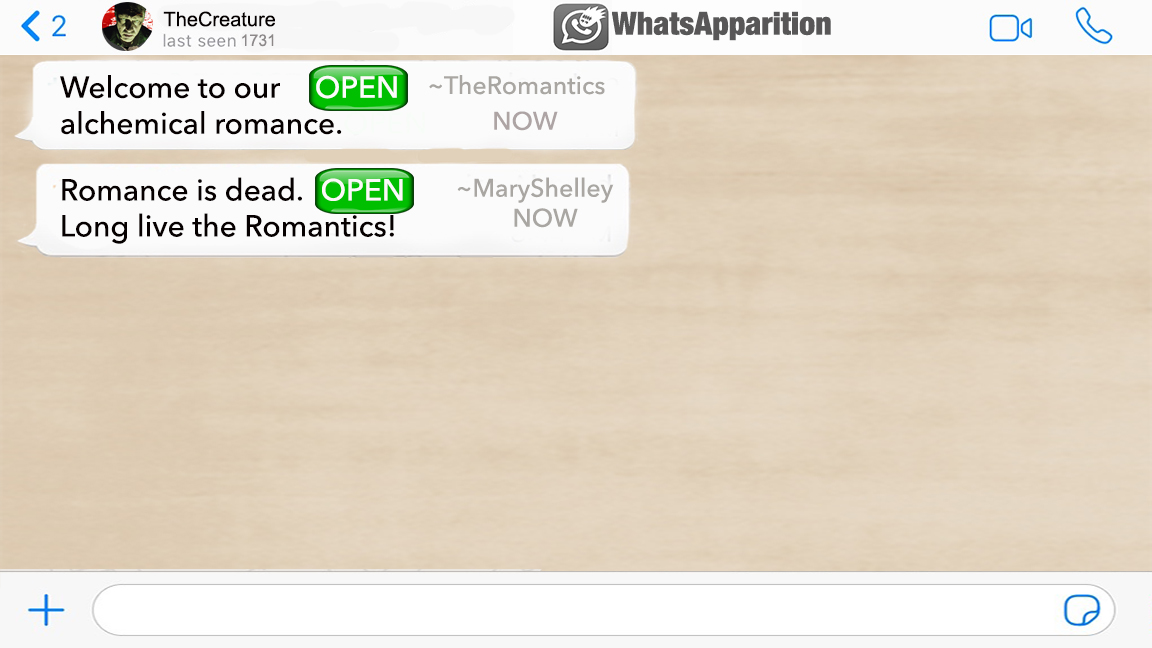 2
TheCreature
last seen 1731
WhatsApparition
Welcome to our OPEN ~TheRomantics
alchemical romance. NOW
Romance is dead. OPEN ~MaryShelley
Long live the Romantics! NOW